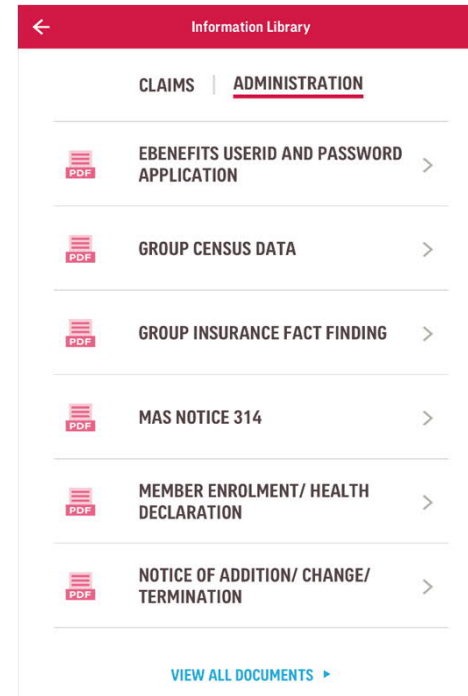 Information Library
CLAIMS | ADMINISTRATION
PDF
EBENEFITS USERID AND PASSWORD
APPLICATION
PDF
GROUP CENSUS DATA
PDF
GROUP INSURANCE FACT FINDING
PDF
MAS NOTICE 314
PDF
MEMBER ENROLMENT/ HEALTH
DECLARATION
PDF
NOTICE OF ADDITION/ CHANGE/
TERMINATION
VIEW ALL DOCUMENTS